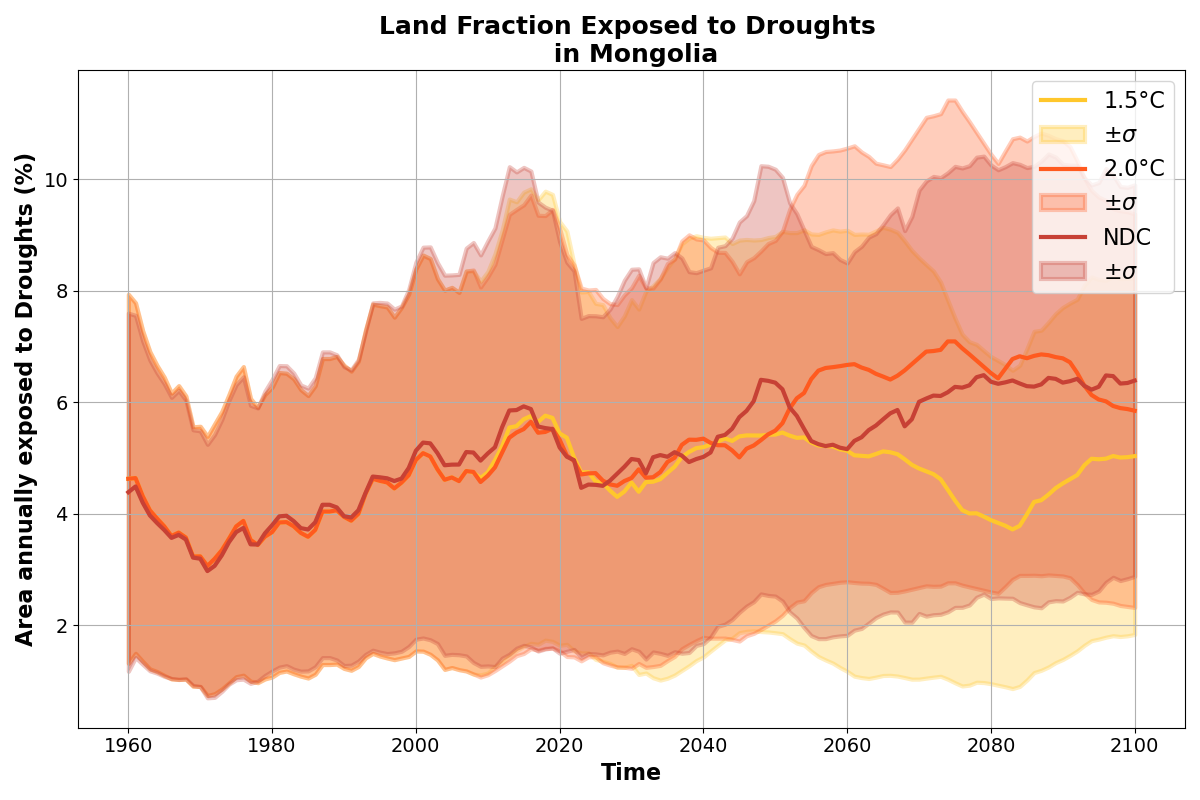 Land Fraction Exposed to Droughts
in Mongolia
Area annually exposed to Droughts (%)
10
8
6
4
2
1960
1980
2000
2020
2040
2060
2080
2100
Time
1.5°C
±σ
2.0°C
±σ
NDC
±σ